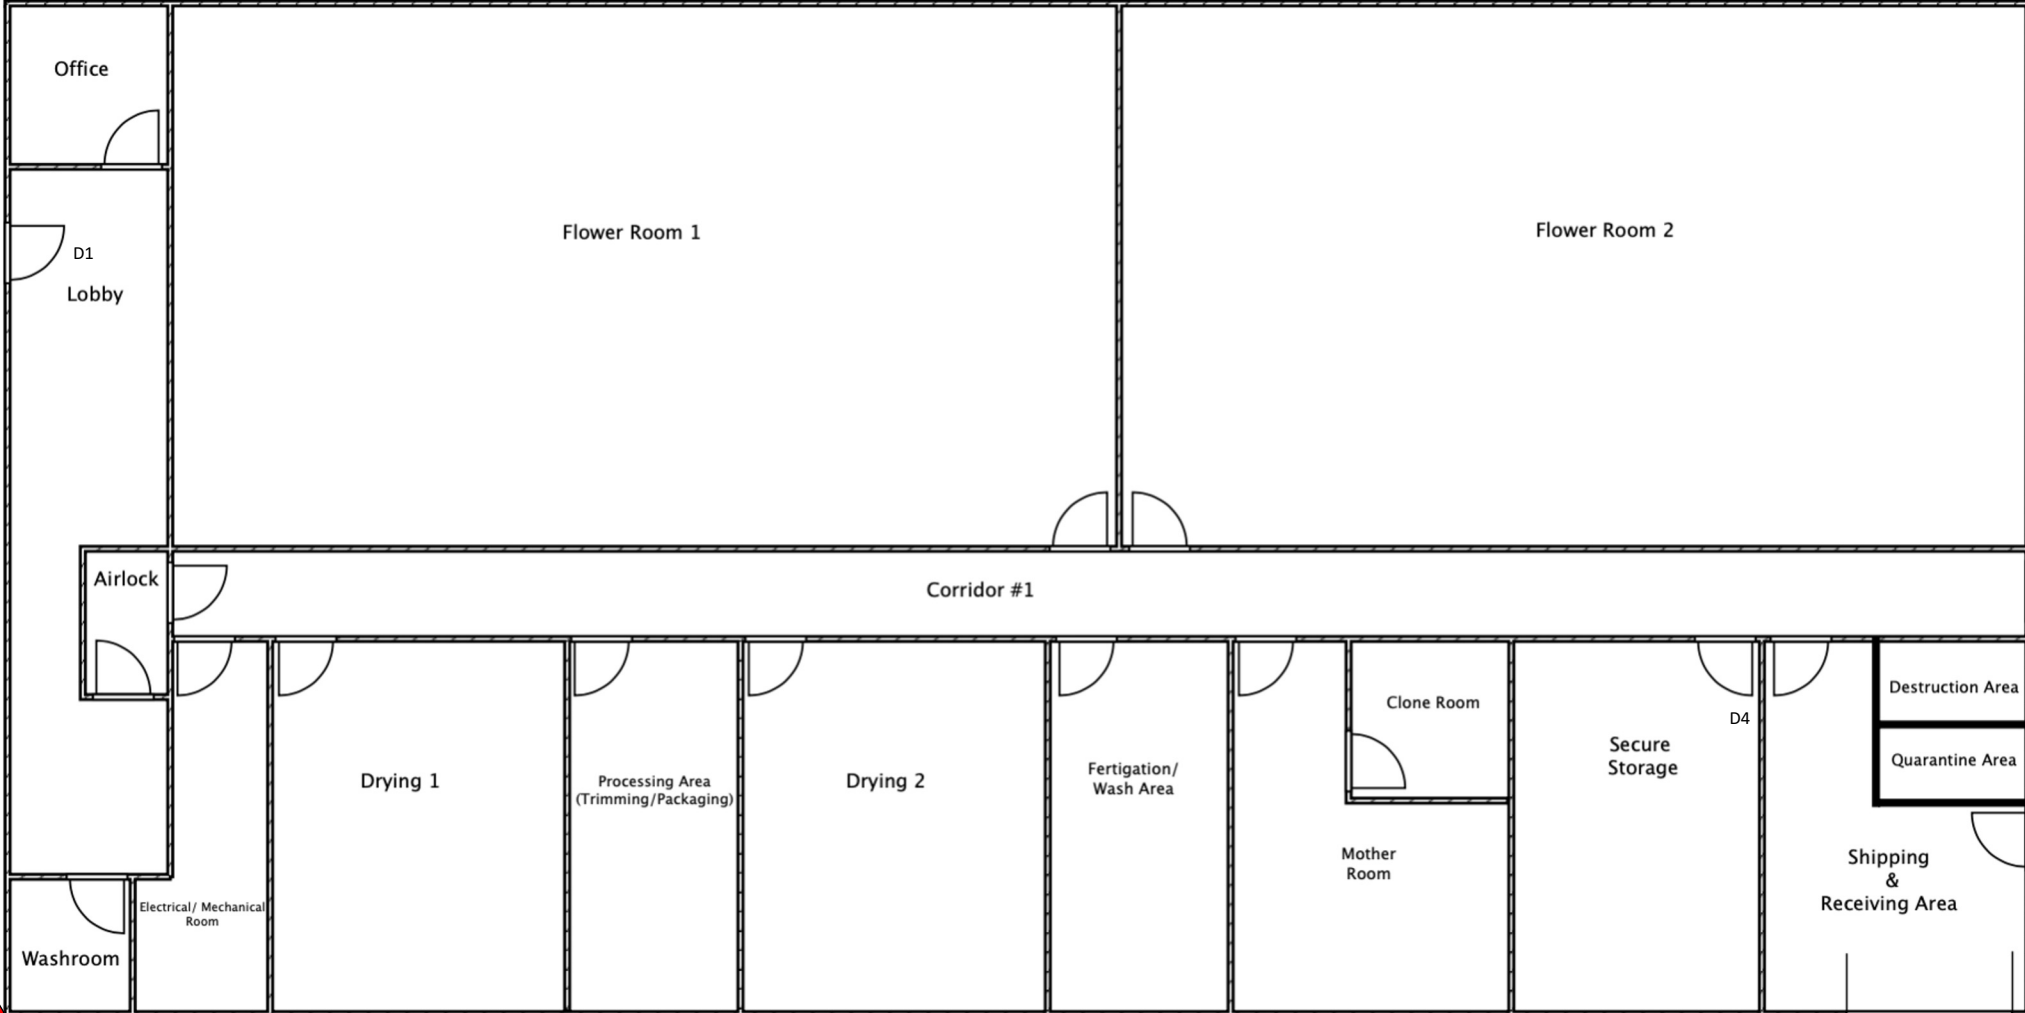 Office
Flower Room 1
Flower Room 2
D1
Lobby
Airlock
Corridor #1
Destruction Area
Clone Room
D4
Secure
Storage
Quarantine Area
Drying 1
Processing Area
(Trimming/Packaging)
Drying 2
Fertigation/
Wash Area
Mother
Room
Shipping
&
Receiving Area
Electrical/ Mechanical
Room
Washroom